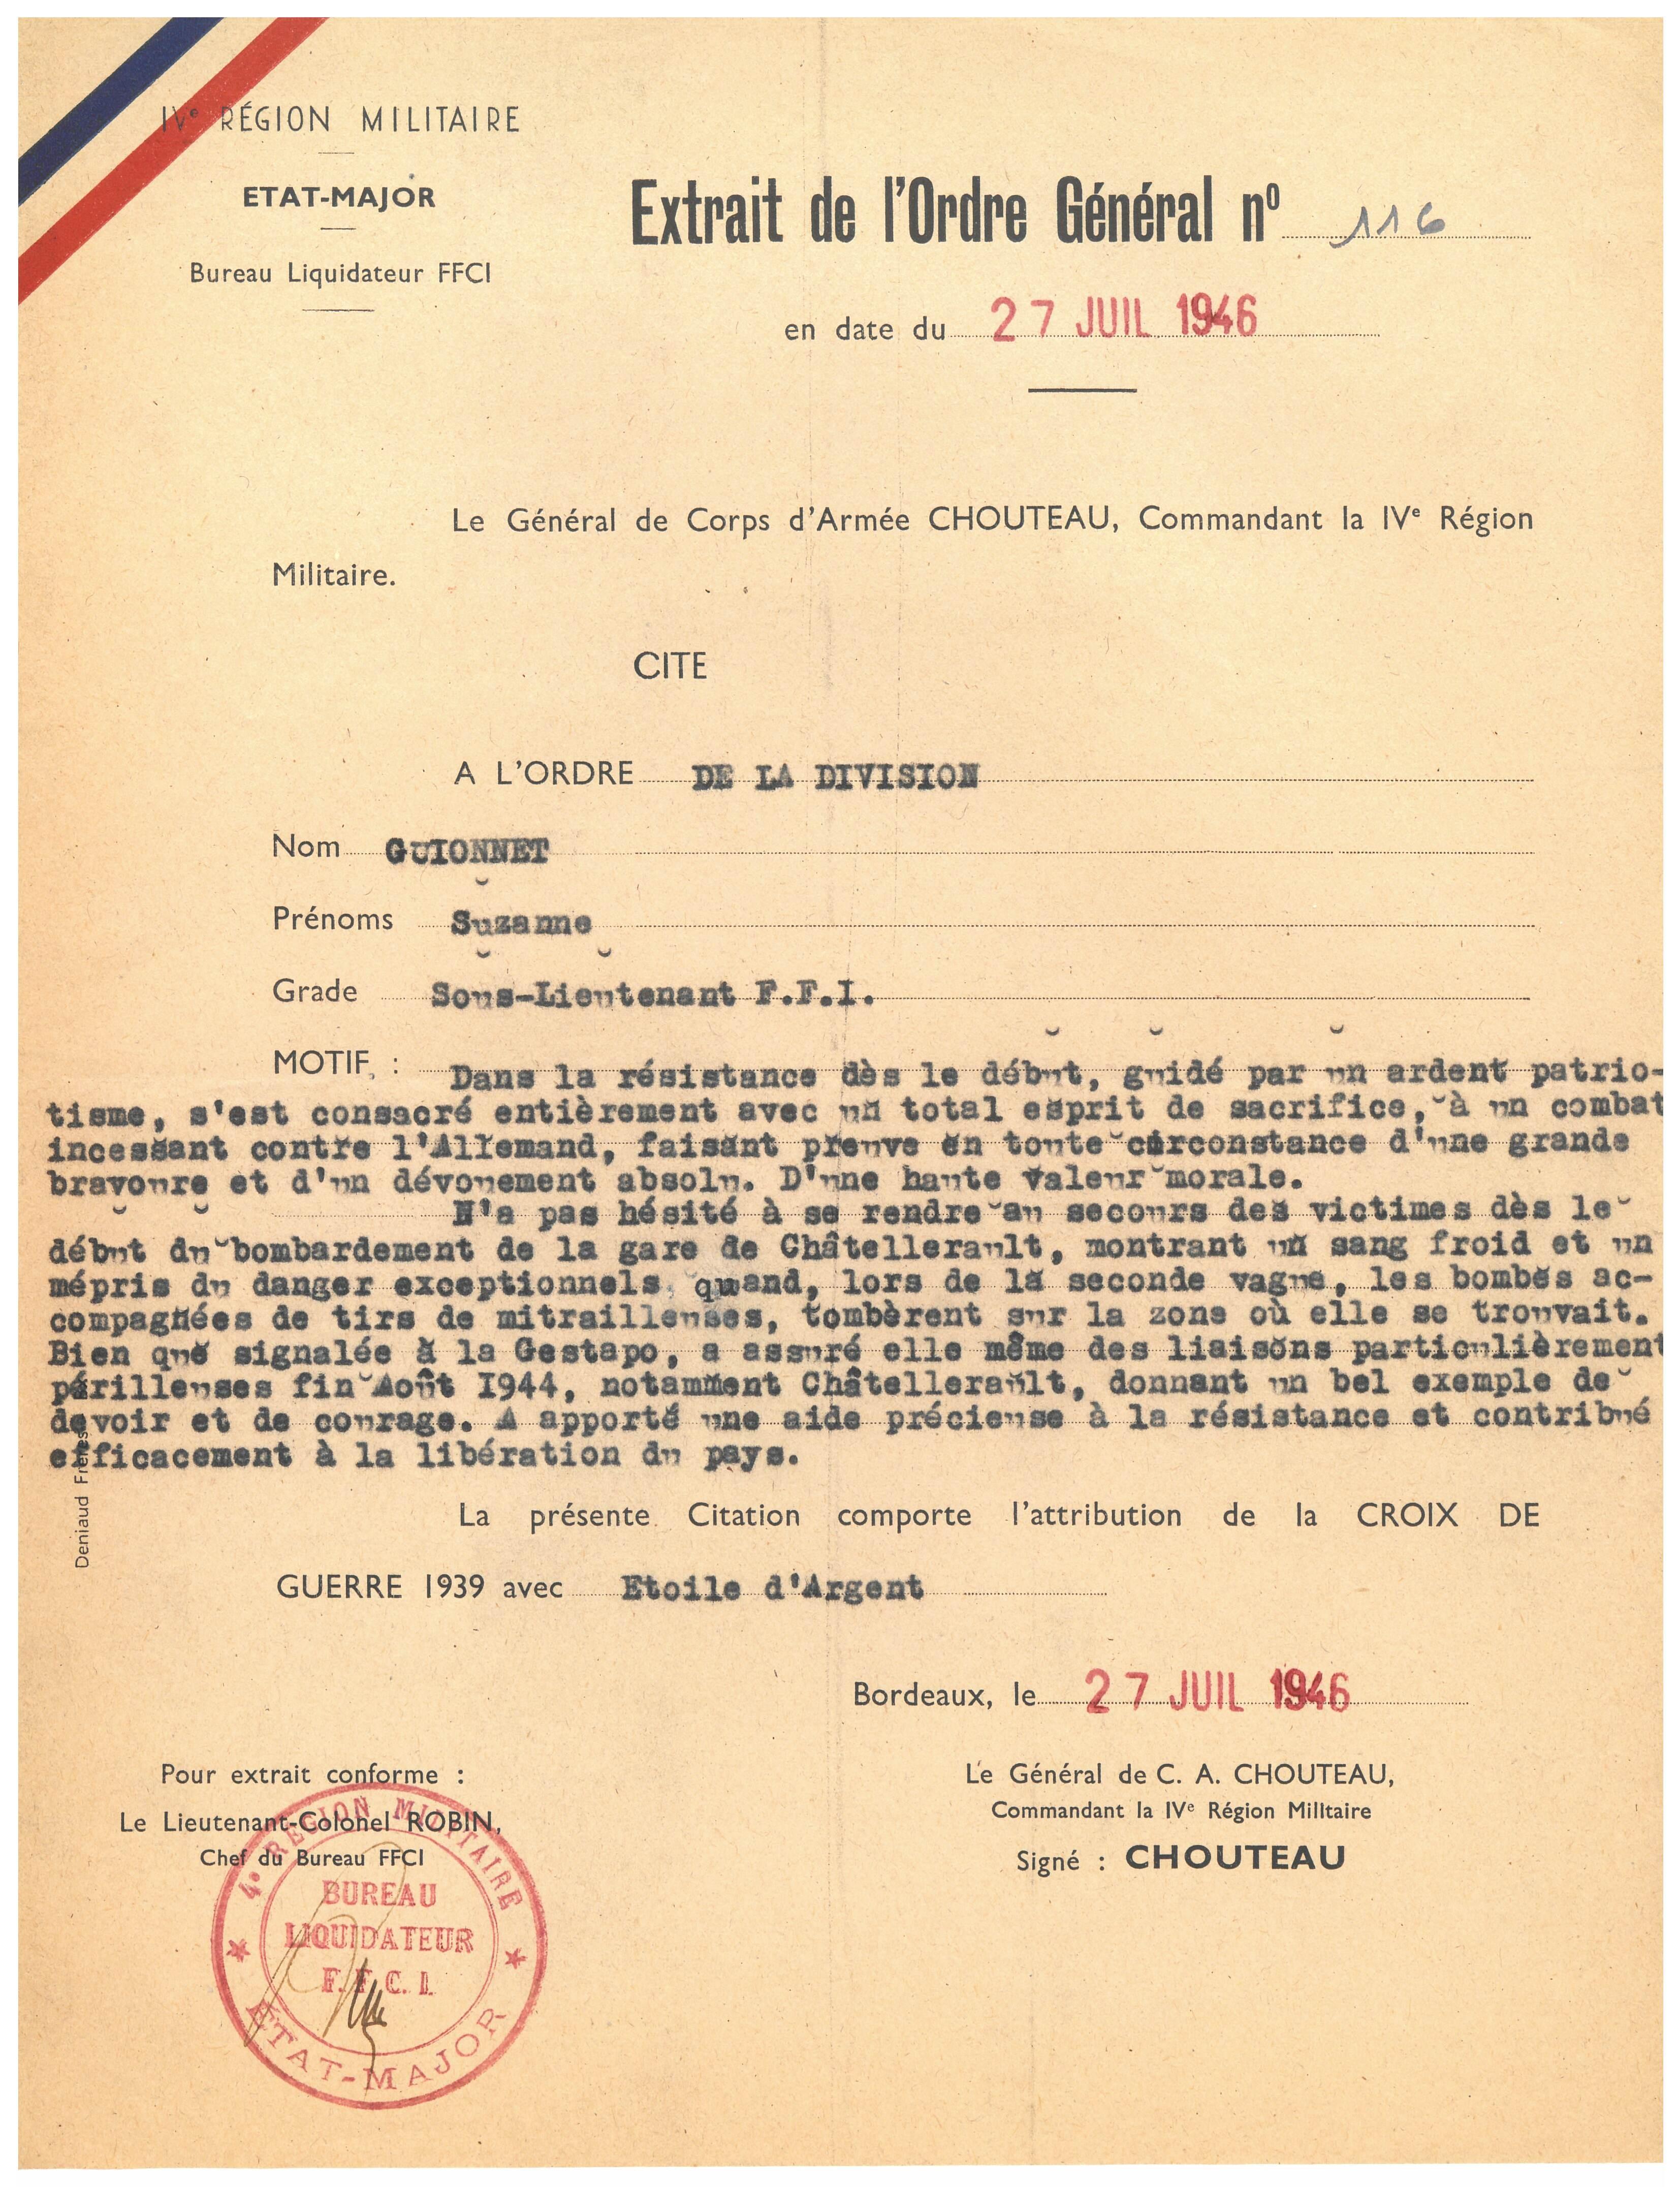 IVe RÉGION MILITAIRE
ETAT-MAJOR
Bureau Liquidateur FFCI
Extrait de l'Ordre Général nº 116
en date du 27 JUIL 1946
Le Général de Corps d'Armée CHOUTEAU, Commandant la IVe Région
Militaire.
CITE
A L'ORDRE DE LA DIVISION
Nom GUIONNET
Prénoms Suzanne
Grade Sous-Lieutenant F.F.I.
MOTIF : Dans la résistance dès le début, guidé par un ardent patrio-
tisme, s'est consacré entièrement avec un total esprit de sacrifice, à un combat
incessant contre l'Allemand, faisant preuve en toute circonstance d'une grande
bravoure et d'un dévouement absolu. D'une haute valeur morale.
N'a pas hésité à se rendre au secours des victimes dès le
début du bombardement de la gare de Châtellerault, montrant un sang froid et un
mépris du danger exceptionnels, quand, lors de la seconde vague, les bombes ac-
compagnées de tirs de mitrailleuses, tombèrent sur la zone où elle se trouvait.
Bien que signalée à la Gestapo, a assuré elle même des liaisons particulièrement
périlleuses fin Août 1944, notamment Châtellerault, donnant un bel exemple de
devoir et de courage. A apporté une aide précieuse à la résistance et contribué
efficacement à la libération du pays.
Deniaud Frères
La présente Citation comporte l'attribution de la CROIX DE
GUERRE 1939 avec Etoile d'Argent
Bordeaux, le 27 JUIL 1946
Pour extrait conforme :
Le Lieutenant-Colonel ROBIN,
Chef du Bureau FFCI
Le Général de C. A. CHOUTEAU,
Commandant la IVe Région Militaire
Signé : CHOUTEAU
4e RÉGION MILITAIRE
BUREAU
LIQUIDATEUR
F.F.C.I.
ETAT-MAJOR